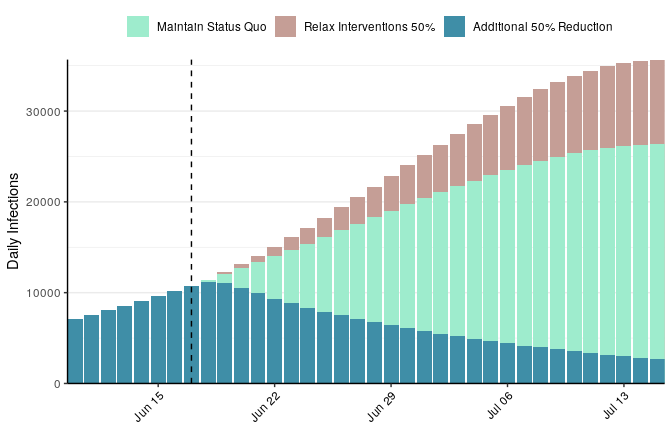 Maintain Status Quo Relax Interventions 50% Additional 50% Reduction
Daily Infections
30000
20000
10000
0
Jun 15 Jun 22 Jun 29 Jul 06 Jul 13